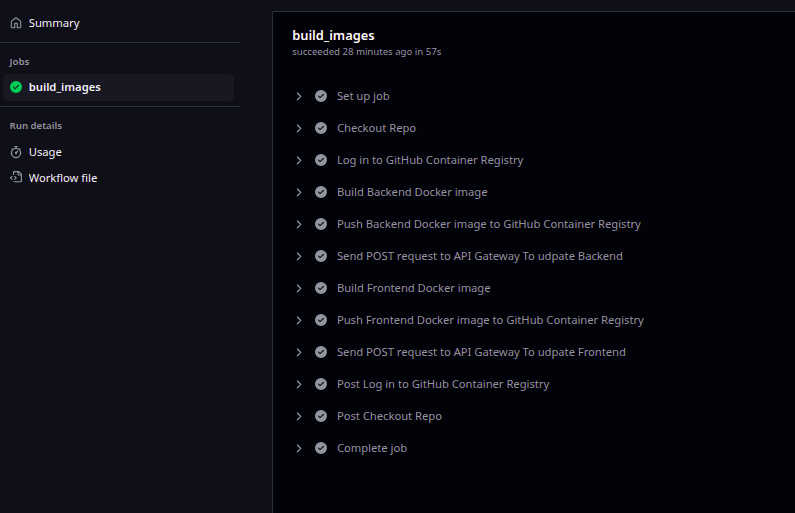 Summary
Jobs
build_images
Run details
Usage
Workflow file
build_images
succeeded 28 minutes ago in 57s
Set up job
Checkout Repo
Log in to GitHub Container Registry
Build Backend Docker image
Push Backend Docker image to GitHub Container Registry
Send POST request to API Gateway To udpate Backend
Build Frontend Docker image
Push Frontend Docker image to GitHub Container Registry
Send POST request to API Gateway To udpate Frontend
Post Log in to GitHub Container Registry
Post Checkout Repo
Complete job